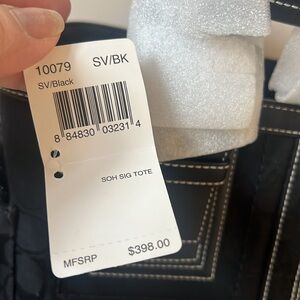 10079 SV/BK
SV/Black
8 84830 03231 4
SOH SIG TOTE
MFSRP $398.00